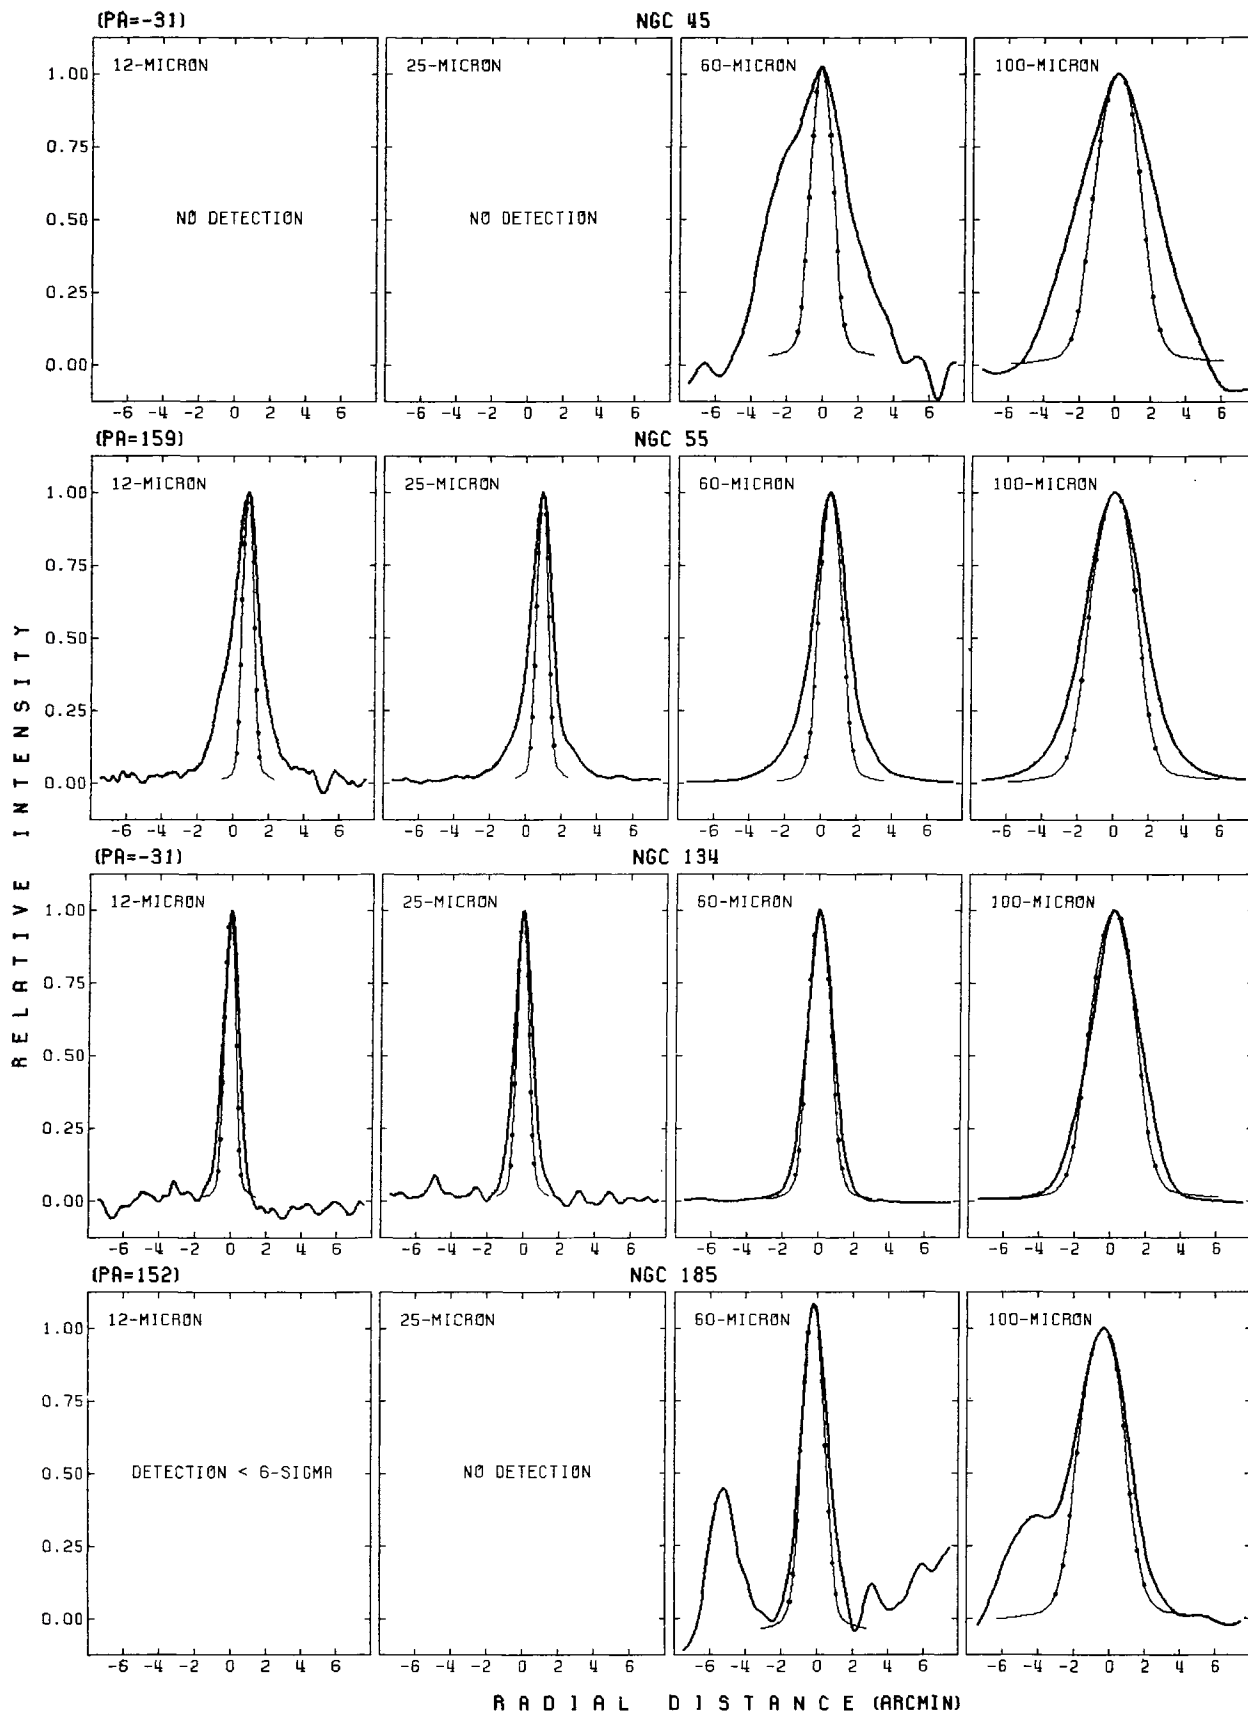 (PA=-31) NGC 45
12-MICRON 25-MICRON 60-MICRON 100-MICRON
1.00
0.75
NO DETECTION NO DETECTION
0.50
0.25
0.00
-6 -4 -2 0 2 4 6 -6 -4 -2 0 2 4 6 -6 -4 -2 0 2 4 6 -6 -4 -2 0 2 4 6
(PA=159) NGC 55
12-MICRON 25-MICRON 60-MICRON 100-MICRON
1.00
0.75
0.50
0.25
0.00
-6 -4 -2 0 2 4 6 -6 -4 -2 0 2 4 6 -6 -4 -2 0 2 4 6 -6 -4 -2 0 2 4 6
RELATIVE INTENSITY
(PA=-31) NGC 134
12-MICRON 25-MICRON 60-MICRON 100-MICRON
1.00
0.75
0.50
0.25
0.00
-6 -4 -2 0 2 4 6 -6 -4 -2 0 2 4 6 -6 -4 -2 0 2 4 6 -6 -4 -2 0 2 4 6
(PA=152) NGC 185
12-MICRON 25-MICRON 60-MICRON 100-MICRON
1.00
0.75
DETECTION < 6-SIGMA NO DETECTION
0.50
0.25
0.00
-6 -4 -2 0 2 4 6 -6 -4 -2 0 2 4 6 -6 -4 -2 0 2 4 6 -6 -4 -2 0 2 4 6
RADIAL DISTANCE (ARCMIN)